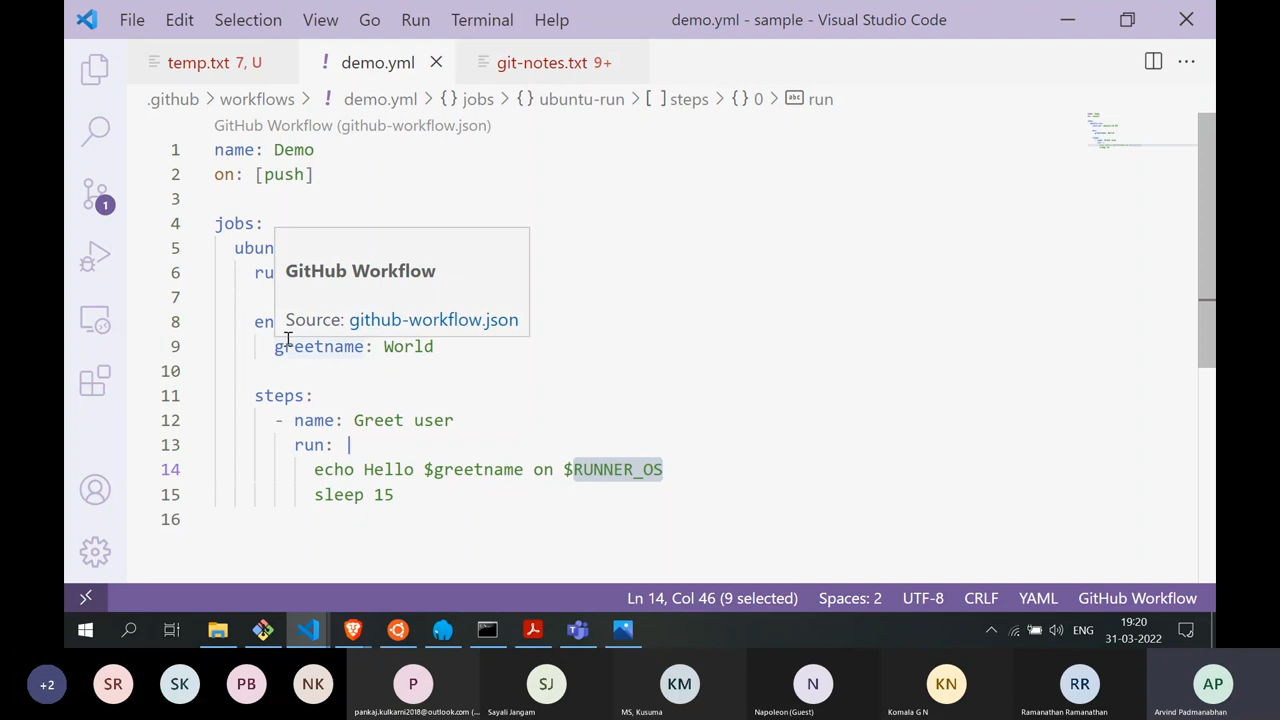 File Edit Selection View Go Run Terminal Help demo.yml - sample - Visual Studio Code
temp.txt 7, U ! demo.yml git-notes.txt 9+
.github > workflows > ! demo.yml > {} jobs > {} ubuntu-run > [ ] steps > {} 0 > abc run
GitHub Workflow (github-workflow.json)
1 name: Demo
2 on: [push]
3
4 jobs:
5 ubun
6 ru
GitHub Workflow
7
8 en
Source: github-workflow.json
9 greetname: World
10
11 steps:
12 - name: Greet user
13 run: |
14 echo Hello $greetname on $RUNNER_OS
15 sleep 15
16
1
Ln 14, Col 46 (9 selected) Spaces: 2 UTF-8 CRLF YAML GitHub Workflow
ENG 19:20
31-03-2022
+2 SR SK PB NK P SJ KM N KN RR AP
pankaj.kulkarni2018@outlook.com (... Sayali Jangam MS, Kusuma Napoleon (Guest) Komala G N Ramanathan Ramanathan Arvind Padmanabhan